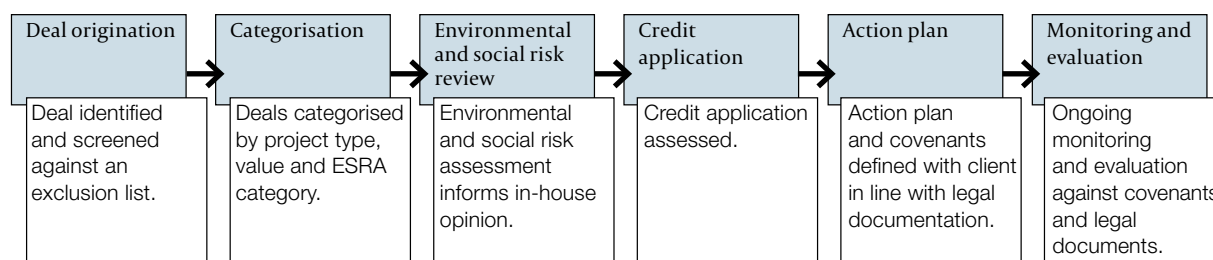 Deal origination
Deal identified
and screened
against an
exclusion list.
Categorisation
Deals categorised
by project type,
value and ESRA
category.
Environmental
and social risk
review
Environmental
and social risk
assessment
informs in-house
opinion.
Credit
application
Credit application
assessed.
Action plan
Action plan
and covenants
defined with client
in line with legal
documentation.
Monitoring and
evaluation
Ongoing
monitoring
and evaluation
against covenants
and legal
documents.